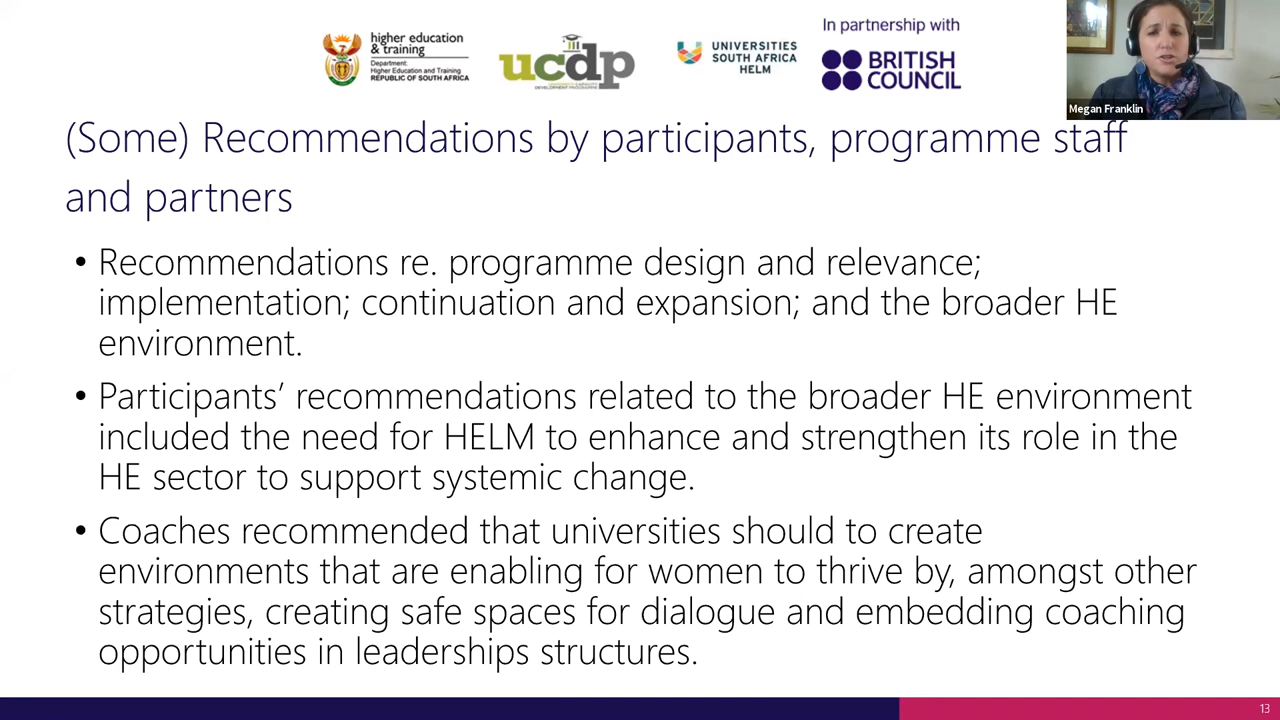 In partnership with
higher education
& training
Department:
Higher Education and Training
REPUBLIC OF SOUTH AFRICA
ucdp
UNIVERSITY CAPACITY
DEVELOPMENT PROGRAMME
UNIVERSITIES
SOUTH AFRICA
HELM
BRITISH
COUNCIL
Megan Franklin
(Some) Recommendations by participants, programme staff
and partners
• Recommendations re. programme design and relevance;
implementation; continuation and expansion; and the broader HE
environment.
• Participants’ recommendations related to the broader HE environment
included the need for HELM to enhance and strengthen its role in the
HE sector to support systemic change.
• Coaches recommended that universities should to create
environments that are enabling for women to thrive by, amongst other
strategies, creating safe spaces for dialogue and embedding coaching
opportunities in leaderships structures.
13